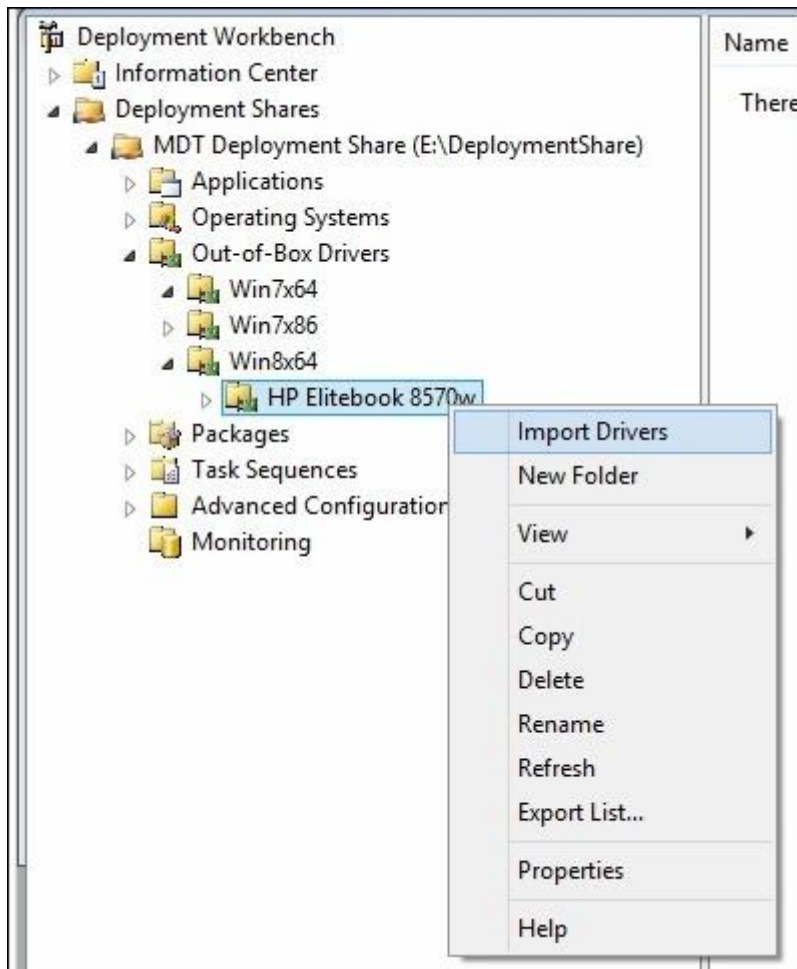 Deployment Workbench
Information Center
Deployment Shares
MDT Deployment Share (E:\DeploymentShare)
Applications
Operating Systems
Out-of-Box Drivers
Win7x64
Win7x86
Win8x64
HP Elitebook 8570w
Packages
Task Sequences
Advanced Configuration
Monitoring
Name
There
Import Drivers
New Folder
View
Cut
Copy
Delete
Rename
Refresh
Export List...
Properties
Help